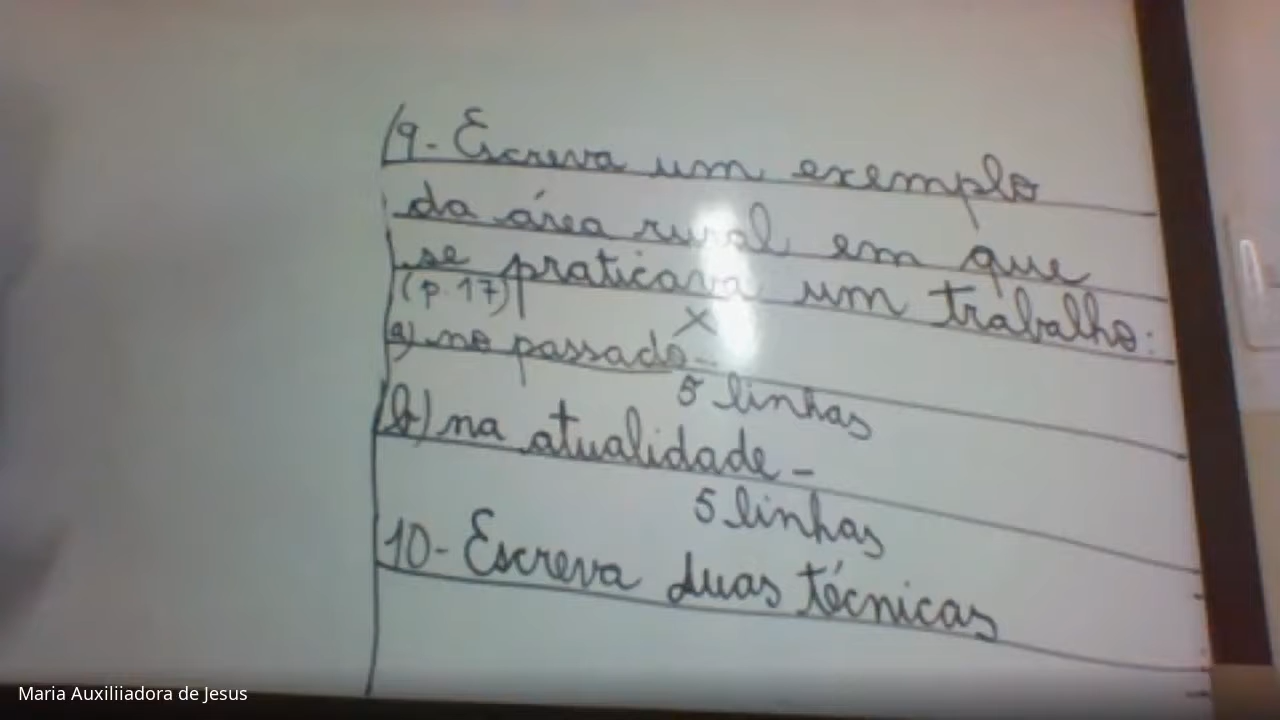 9- Escreva um exemplo
da área rural em que
se praticava um trabalho:
(p. 17)
a) no passado-
5 linhas
b) na atualidade-
5 linhas
10- Escreva duas técnicas
Maria Auxiliiadora de Jesus